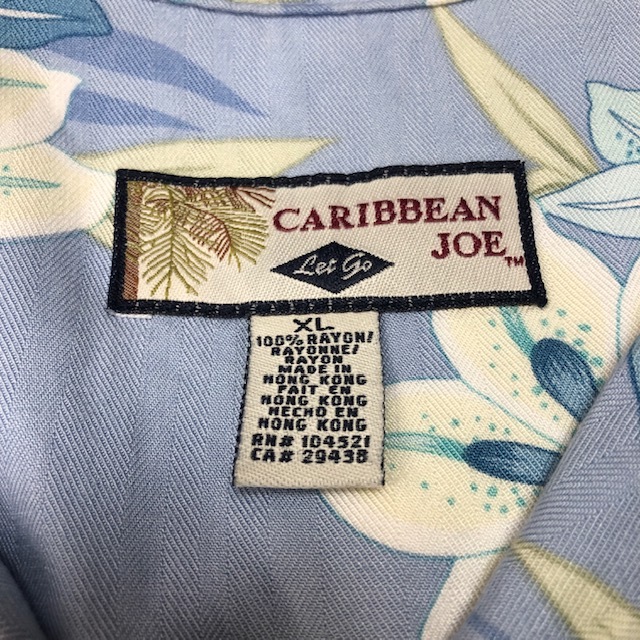 CARIBBEAN
JOE™
Let Go
XL
100% RAYON/
RAYONNE/
RAYON
MADE IN
HONG KONG
FAIT EN
HONG KONG
HECHO EN
HONG KONG
RN# 104521
CA# 29438